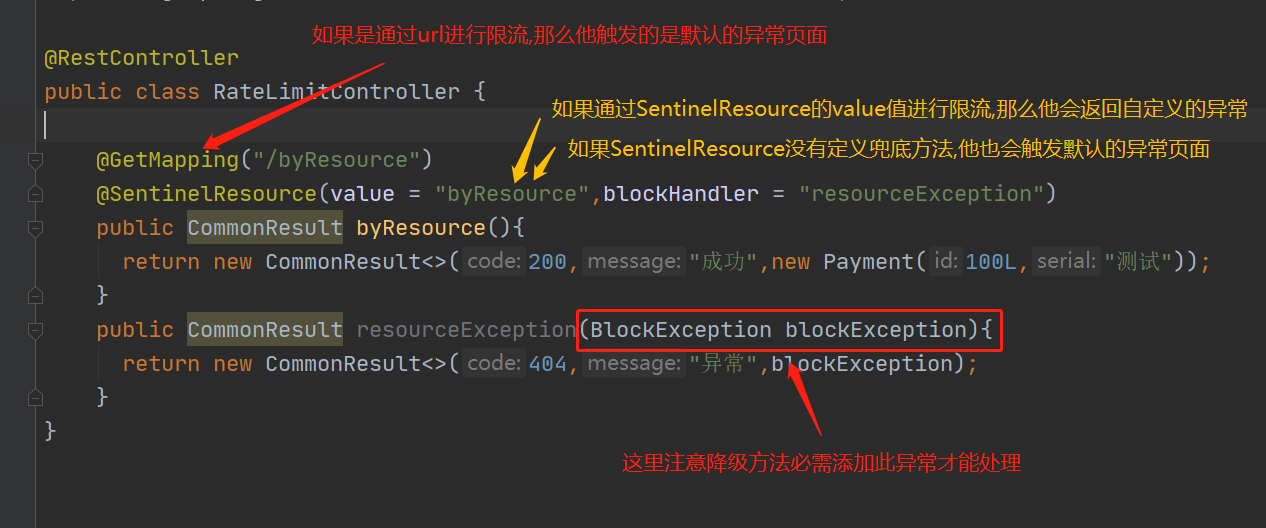 如果是通过url进行限流,那么他触发的是默认的异常页面
@RestController
public class RateLimitController {
如果通过SentinelResource的value值进行限流,那么他会返回自定义的异常
如果SentinelResource没有定义兜底方法,他也会触发默认的异常页面
@GetMapping("/byResource")
@SentinelResource(value = "byResource",blockHandler = "resourceException")
public CommonResult byResource(){
return new CommonResult<>(code:200,message:"成功",new Payment(id:100L,serial:"测试"));
}
public CommonResult resourceException(BlockException blockException){
return new CommonResult<>(code:404,message:"异常",blockException);
}
}
这里注意降级方法必需添加此异常才能处理